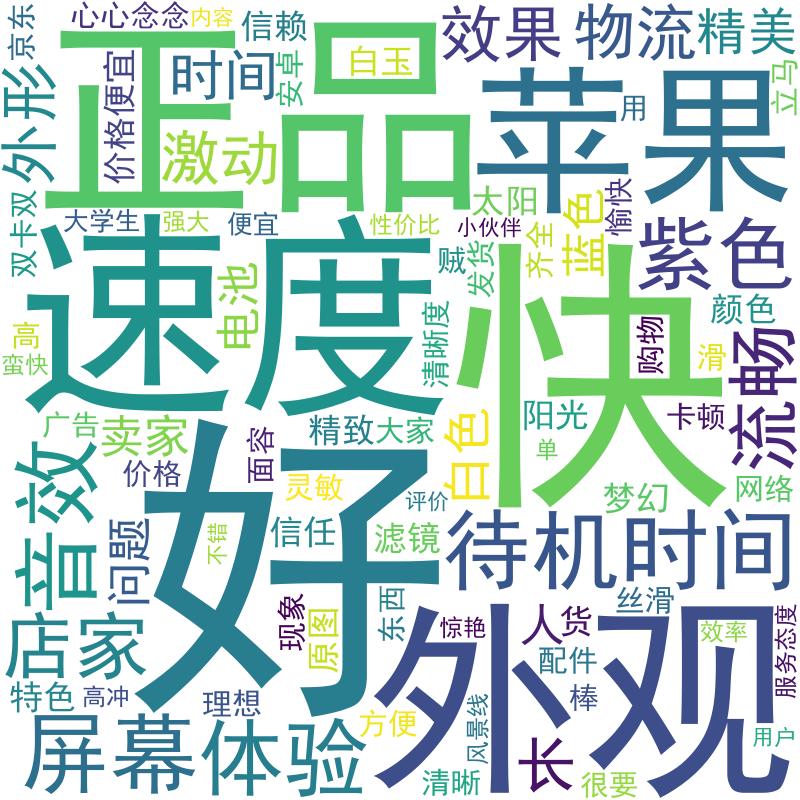 心心念念
内容
京东
信赖
效果
物流
精美
正品
时间
安卓
白玉
立马
价格便宜
外形
激动
苹果
用
双卡双
大学生
强大
便宜
性价比
小伙伴
太阳
愉快
速度
贼
发货
齐全
蓝色
紫色
快
电池
清晰度
颜色
高
蛮快
购物
滑
流畅
广告
卖家
精致
大家
白色
阳光
卡顿
单
音效
价格
面容
好
灵敏
评价
梦幻
网络
不错
信任
滤镜
待机时间
问题
现象
原图
东西
外观
惊艳
人
货
丝滑
效率
服务态度
店家
配件
特色
高冲
理想
棒
方便
风景线
用户
屏幕
体验
长
清晰
很要